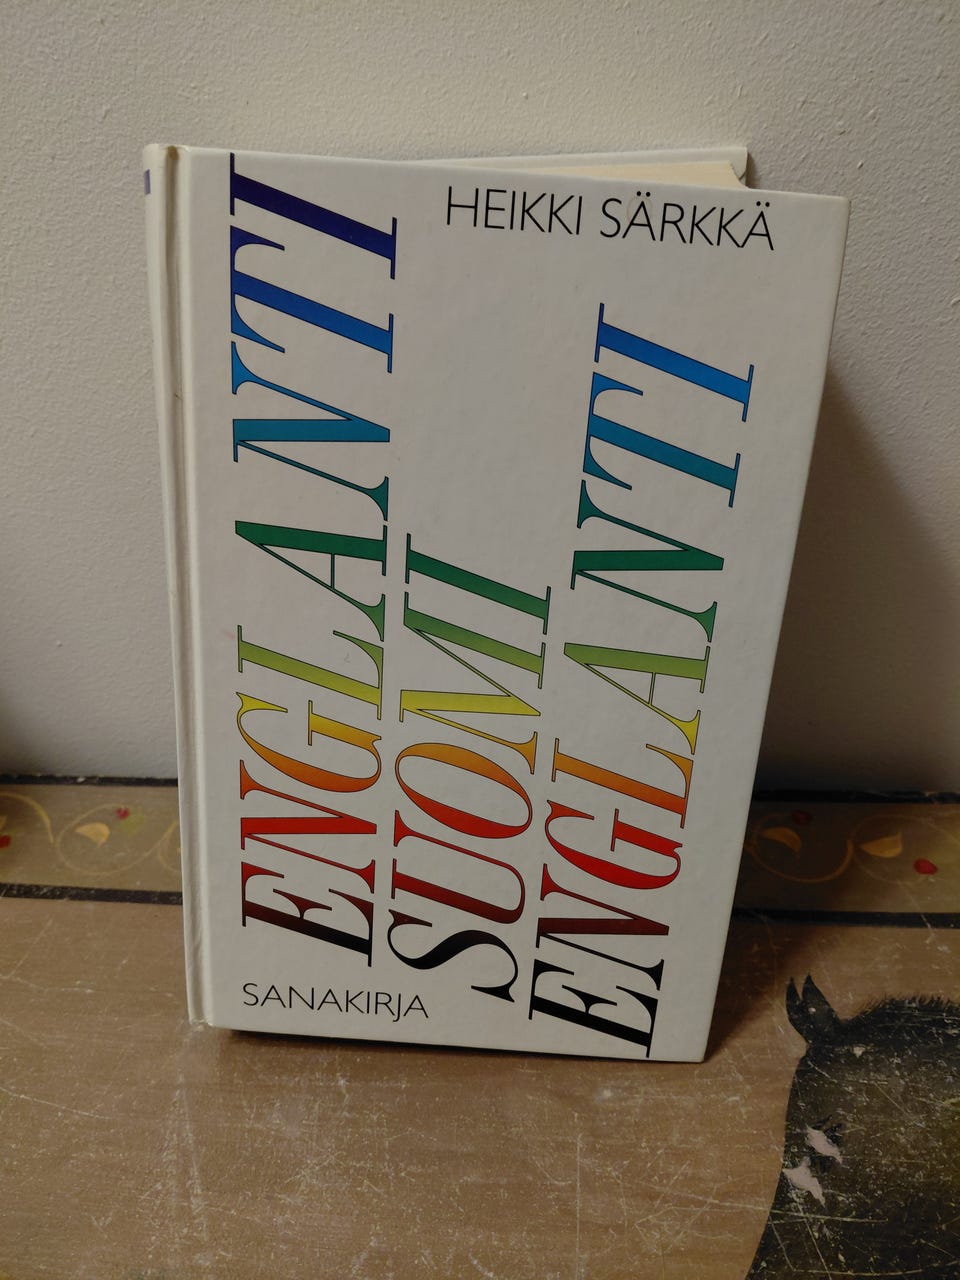 HEIKKI SÄRKKÄ
ENGLANTI
SUOMI
ENGLANTI
SANAKIRJA